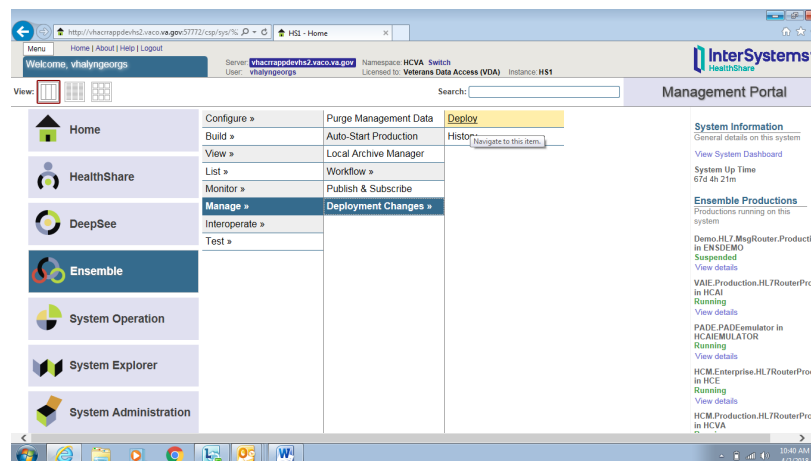 http://vhacrrappdevhs2.vaco.va.gov:57772/csp/sys/%
HS1 - Home
Menu
Home | About | Help | Logout
Welcome, vhalyngeorgs
Server: vhacrrappdevhs2.vaco.va.gov Namespace: HCVA Switch
User: vhalyngeorgs Licensed to: Veterans Data Access (VDA) Instance: HS1
InterSystems
HealthShare
View:
Search:
Management Portal
Home
HealthShare
DeepSee
Ensemble
System Operation
System Explorer
System Administration
Configure »
Build »
View »
List »
Monitor »
Manage »
Interoperate »
Test »
Purge Management Data
Auto-Start Production
Local Archive Manager
Workflow »
Publish & Subscribe
Deployment Changes »
Deploy
History
Navigate to this item.
System Information
General details on this system
View System Dashboard
System Up Time
67d 4h 21m
Ensemble Productions
Productions running on this
system
Demo.HL7.MsgRouter.Producti
in ENSDEMO
Suspended
View details
VAIE.Production.HL7RouterPro
in HCAI
Running
View details
PADE.PADEemulator in
HCAIEMULATOR
Running
View details
HCM.Enterprise.HL7RouterPro
in HCE
Running
View details
HCM.Production.HL7RouterPro
in HCVA
10:40 AM